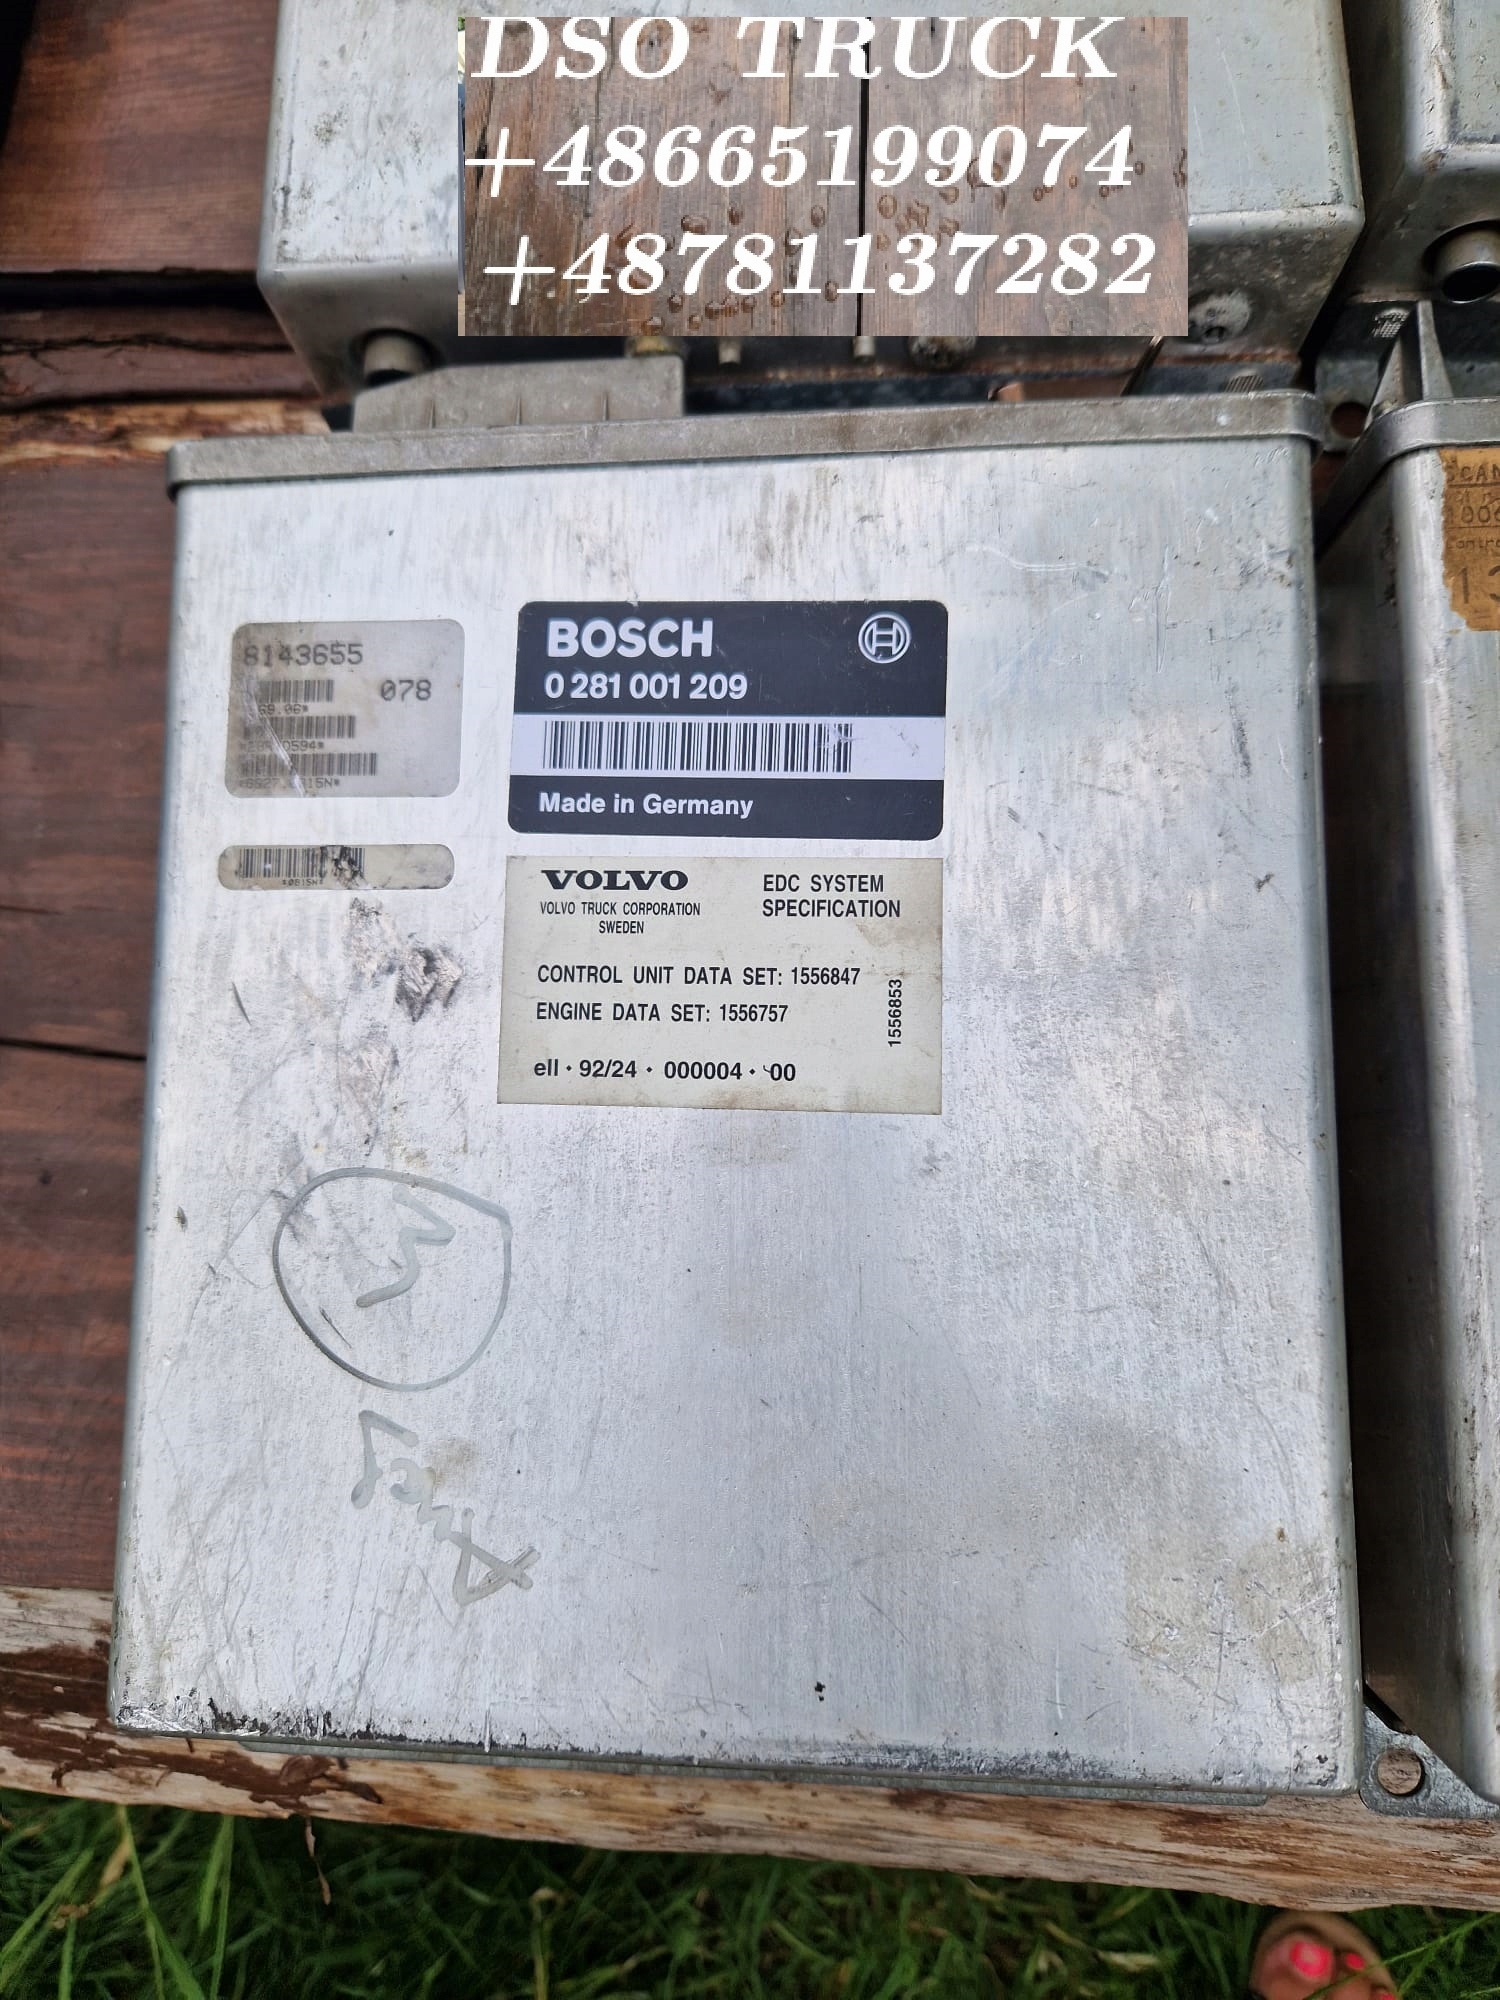 DSO TRUCK
+48665199074
+48781137282
8143655
078
BOSCH
0 281 001 209
Made in Germany
VOLVO
VOLVO TRUCK CORPORATION
SWEDEN
EDC SYSTEM
SPECIFICATION
CONTROL UNIT DATA SET: 1556847
ENGINE DATA SET: 1556757
1556853
ell · 92/24 · 000004 · 00